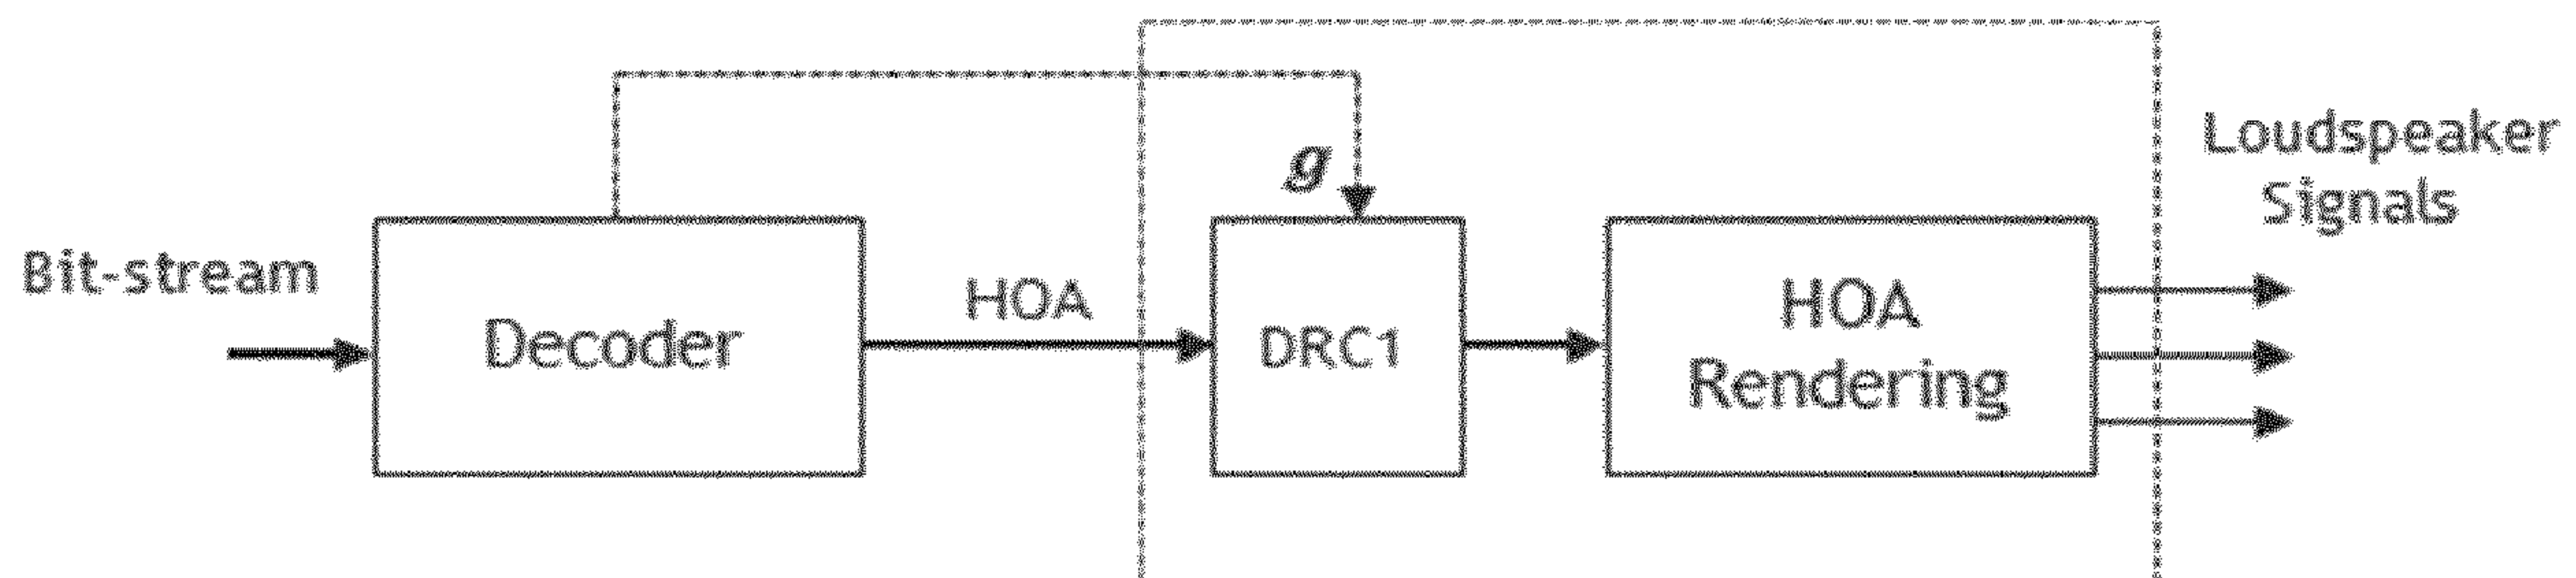 Bit-stream
Decoder
HOA
g
DRC1
HOA
Rendering
Loudspeaker
Signals